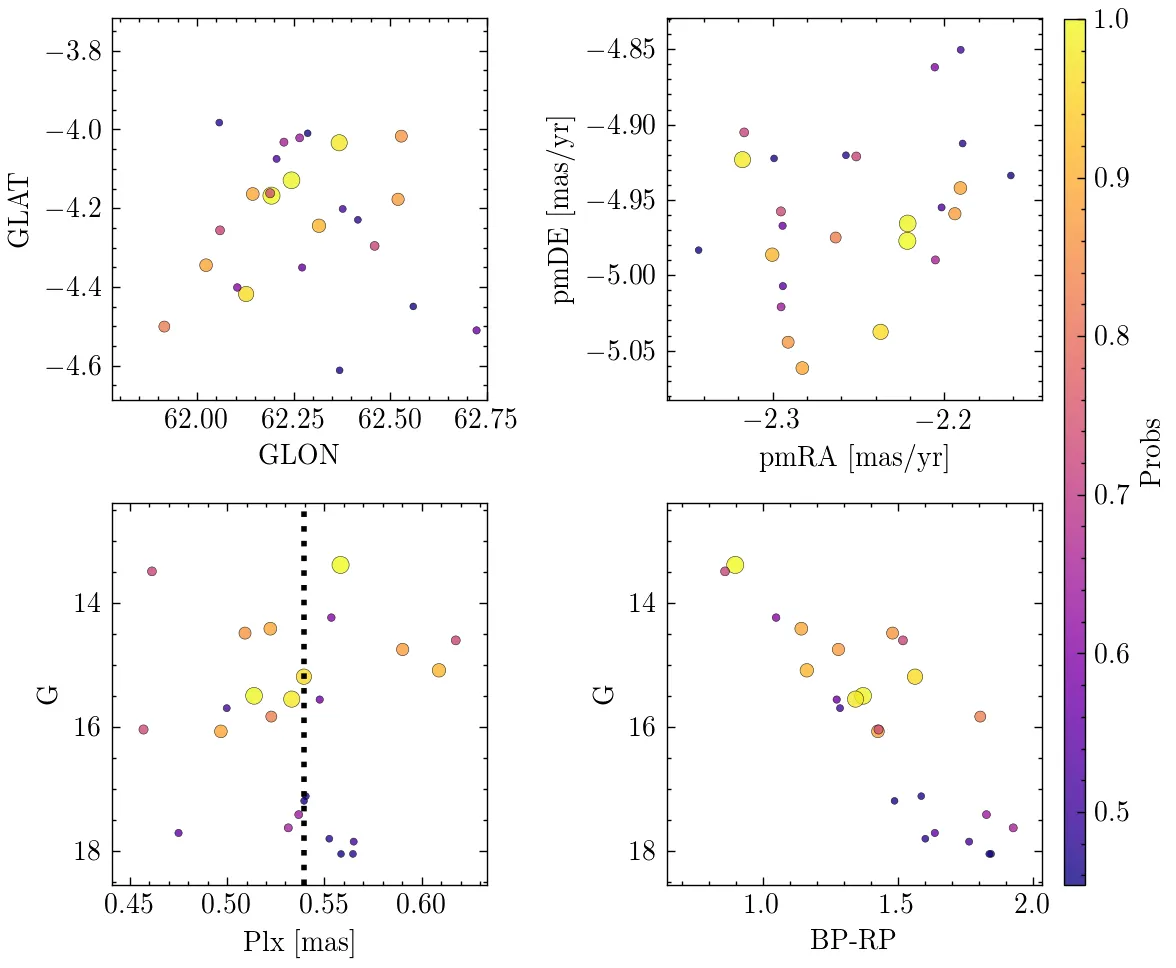 −3.8
−4.0
−4.2
−4.4
−4.6
GLAT
62.00 62.25 62.50 62.75
GLON
−4.85
−4.90
−4.95
−5.00
−5.05
pmDE [mas/yr]
−2.3 −2.2
pmRA [mas/yr]
14
16
18
G
0.45 0.50 0.55 0.60
Plx [mas]
14
16
18
G
1.0 1.5 2.0
BP-RP
1.0
0.9
0.8
0.7
0.6
0.5
Probs